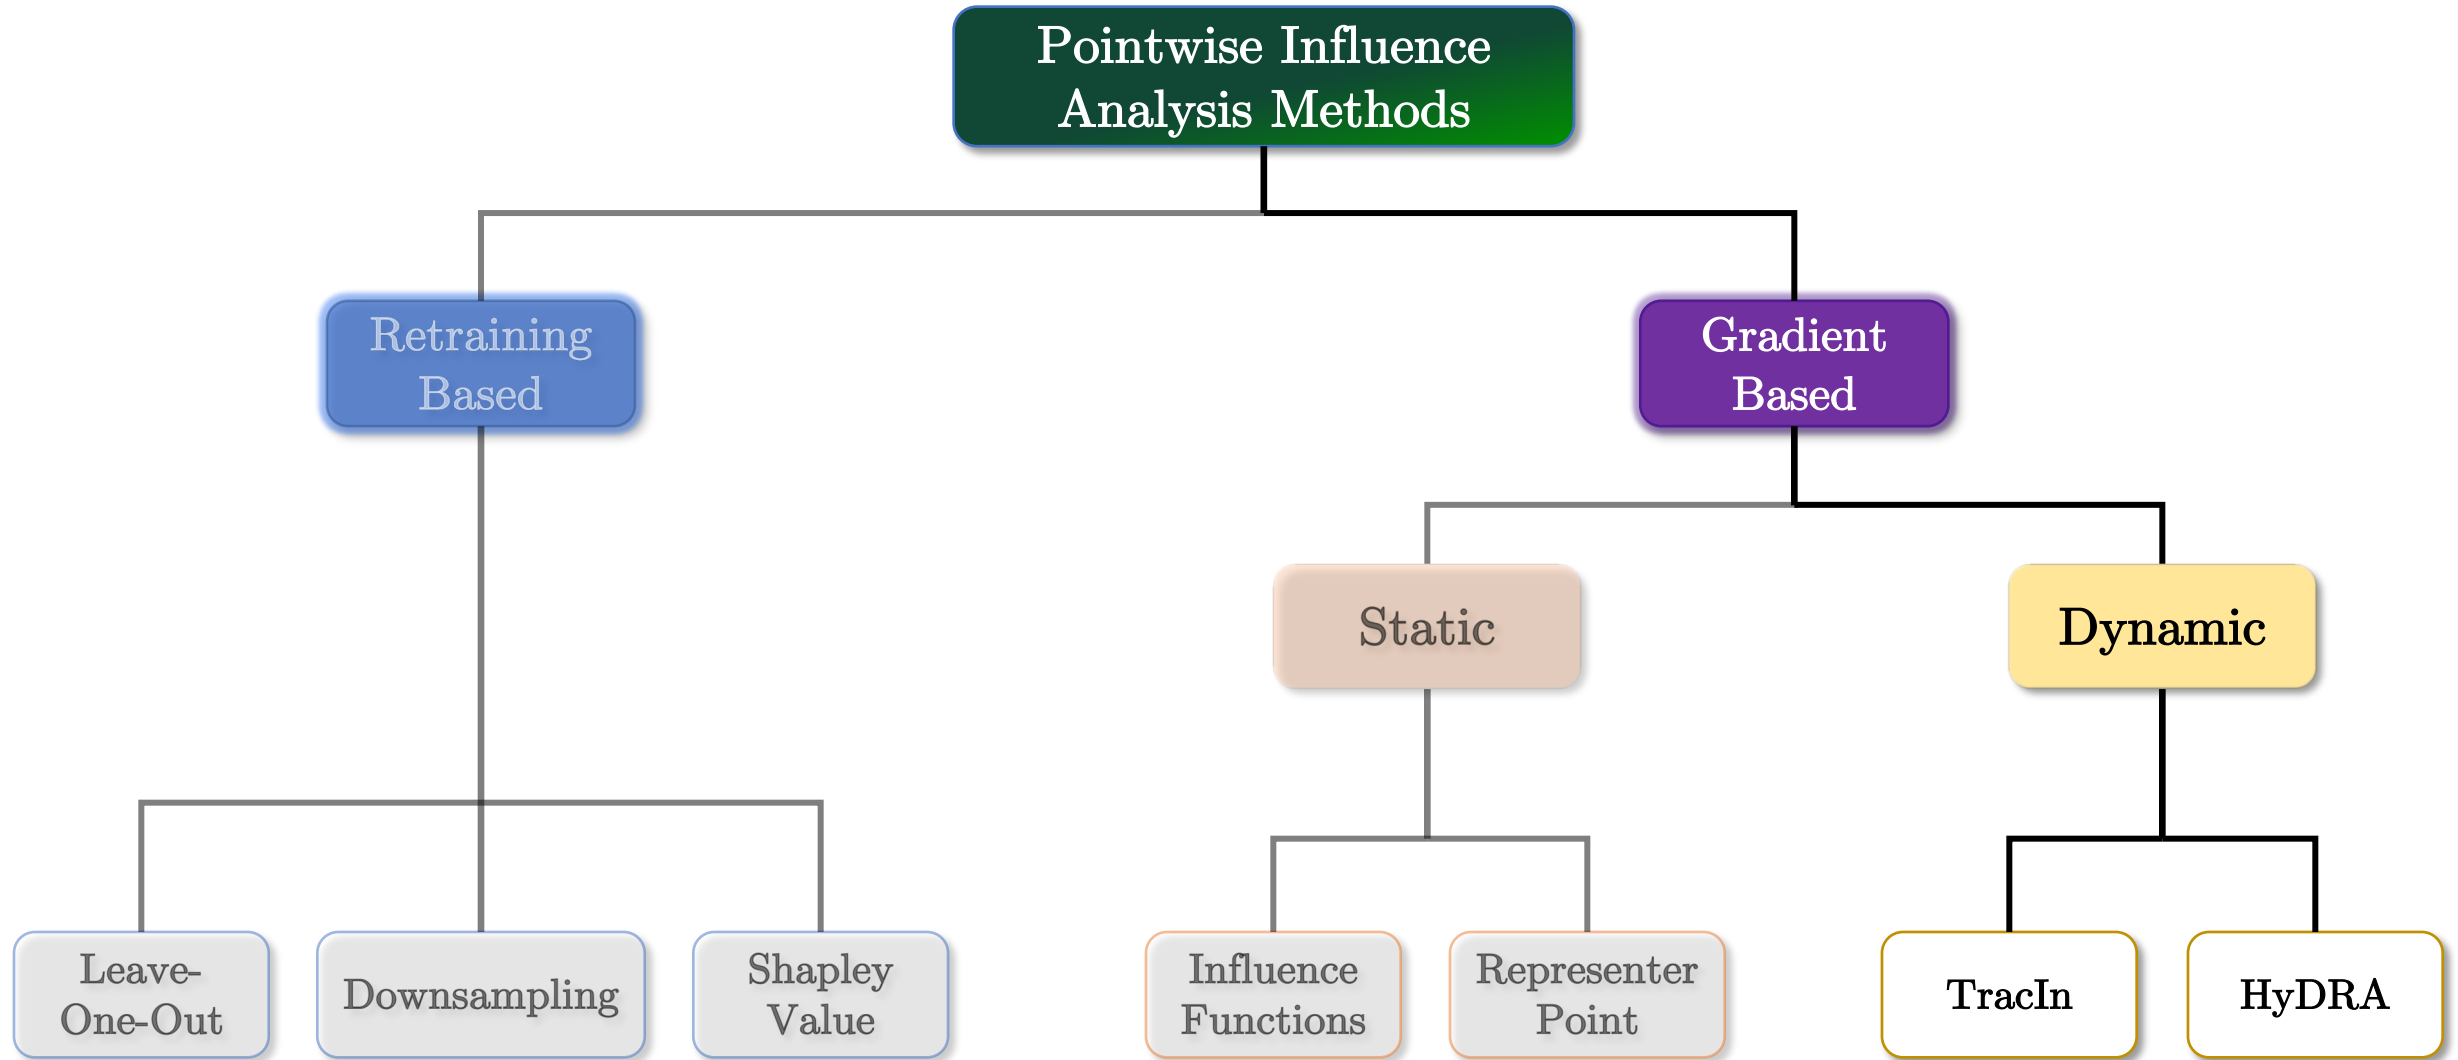 Pointwise Influence
Analysis Methods
Retraining
Based
Gradient
Based
Static
Dynamic
Leave-
One-Out
Downsampling
Shapley
Value
Influence
Functions
Representer
Point
TracIn
HyDRA